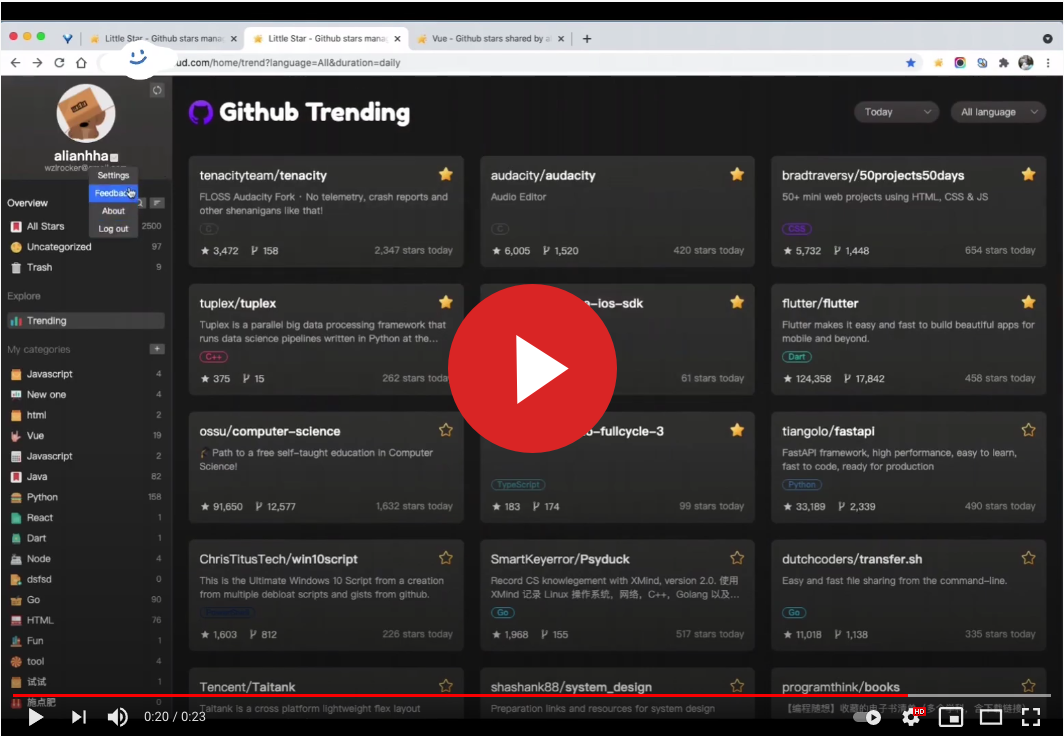 Little Star - Github stars mana
Little Star - Github stars mana
Vue - Github stars shared by al
ud.com/home/trend?language=All&duration=daily
alianhha
Settings
Feedback
About
Log out
Overview
All Stars 2500
Uncategorized 97
Trash 9
Explore
Trending
My categories +
Javascript 4
New one 4
html 2
Vue 19
Javascript 2
Java 82
Python 158
React 1
Dart 1
Node 4
dsfsd 0
Go 90
HTML 76
Fun 1
tool 4
试试 1
施点肥
Github Trending
Today
All language
tenacityteam/tenacity
FLOSS Audacity Fork · No telemetry, crash reports and
other shenanigans like that!
C
3,472 158 2,347 stars today
audacity/audacity
Audio Editor
C
6,005 1,520 420 stars today
bradtraversy/50projects50days
50+ mini web projects using HTML, CSS & JS
CSS
5,732 1,448 654 stars today
tuplex/tuplex
Tuplex is a parallel big data processing framework that
runs data science pipelines written in Python at the...
C++
375 15 262 stars today
-ios-sdk
61 stars today
flutter/flutter
Flutter makes it easy and fast to build beautiful apps for
mobile and beyond.
Dart
124,358 17,842 458 stars today
ossu/computer-science
Path to a free self-taught education in Computer
Science!
91,650 12,577 1,632 stars today
-fullcycle-3
TypeScript
183 174 99 stars today
tiangolo/fastapi
FastAPI framework, high performance, easy to learn,
fast to code, ready for production
Python
33,189 2,339 490 stars today
ChrisTitusTech/win10script
This is the Ultimate Windows 10 Script from a creation
from multiple debloat scripts and gists from github.
PowerShell
1,603 812 226 stars today
SmartKeyerror/Psyduck
Record CS knowlegement with XMind, version 2.0. 使用
XMind 记录 Linux 操作系统，网络，C++，Golang 以及...
Go
1,968 155 517 stars today
dutchcoders/transfer.sh
Easy and fast file sharing from the command-line.
Go
11,018 1,138 335 stars today
Tencent/Taitank
Taitank is a cross platform lightweight flex layout
shashank88/system_design
Preparation links and resources for system design
programthink/books
【编程随想】收藏的电子书清单（多个学科，含下载链接）
0:20 / 0:23
HD